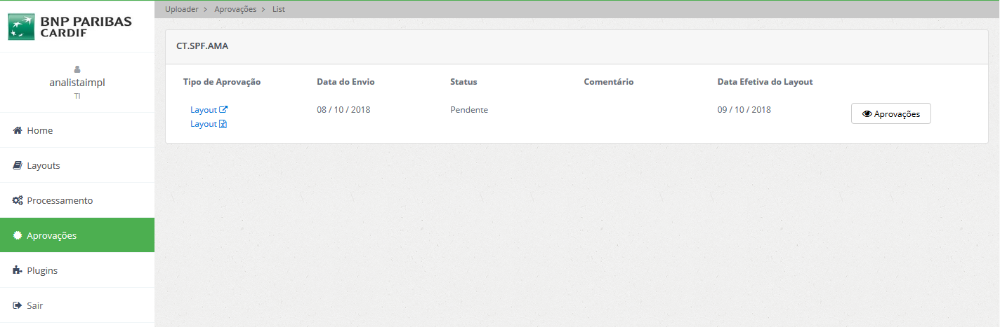 BNP PARIBAS
CARDIF
analistaimpl
TI
Home
Layouts
Processamento
Aprovações
Plugins
Sair
Uploader > Aprovações > List
CT.SPF.AMA
Tipo de Aprovação Data do Envio Status Comentário Data Efetiva do Layout
Layout 08 / 10 / 2018 Pendente 09 / 10 / 2018 Aprovações
Layout